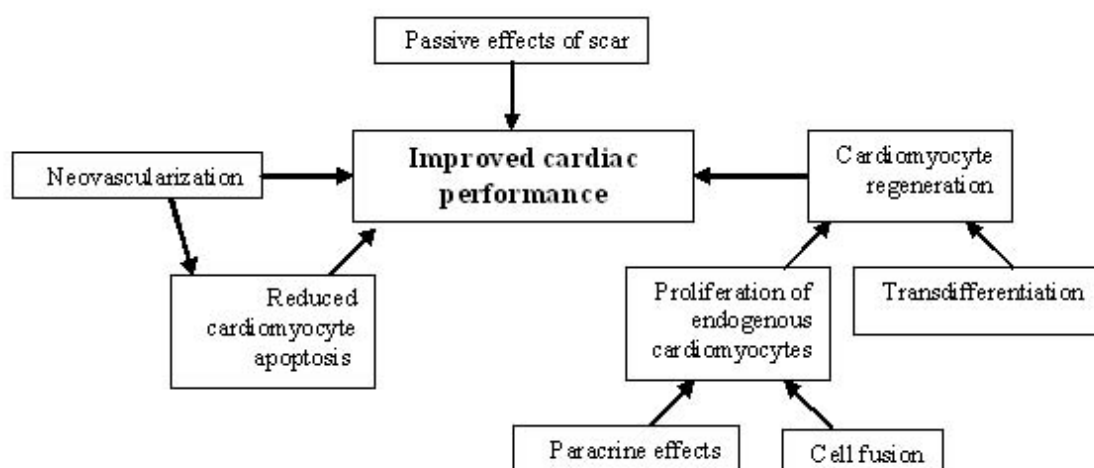 Passive effects of scar
Improved cardiac
performance
Neovascularization
Cardiomyocyte
regeneration
Reduced
cardiomyocyte
apoptosis
Proliferation of
endogenous
cardiomyocytes
Transdifferentiation
Paracrine effects
Cell fusion